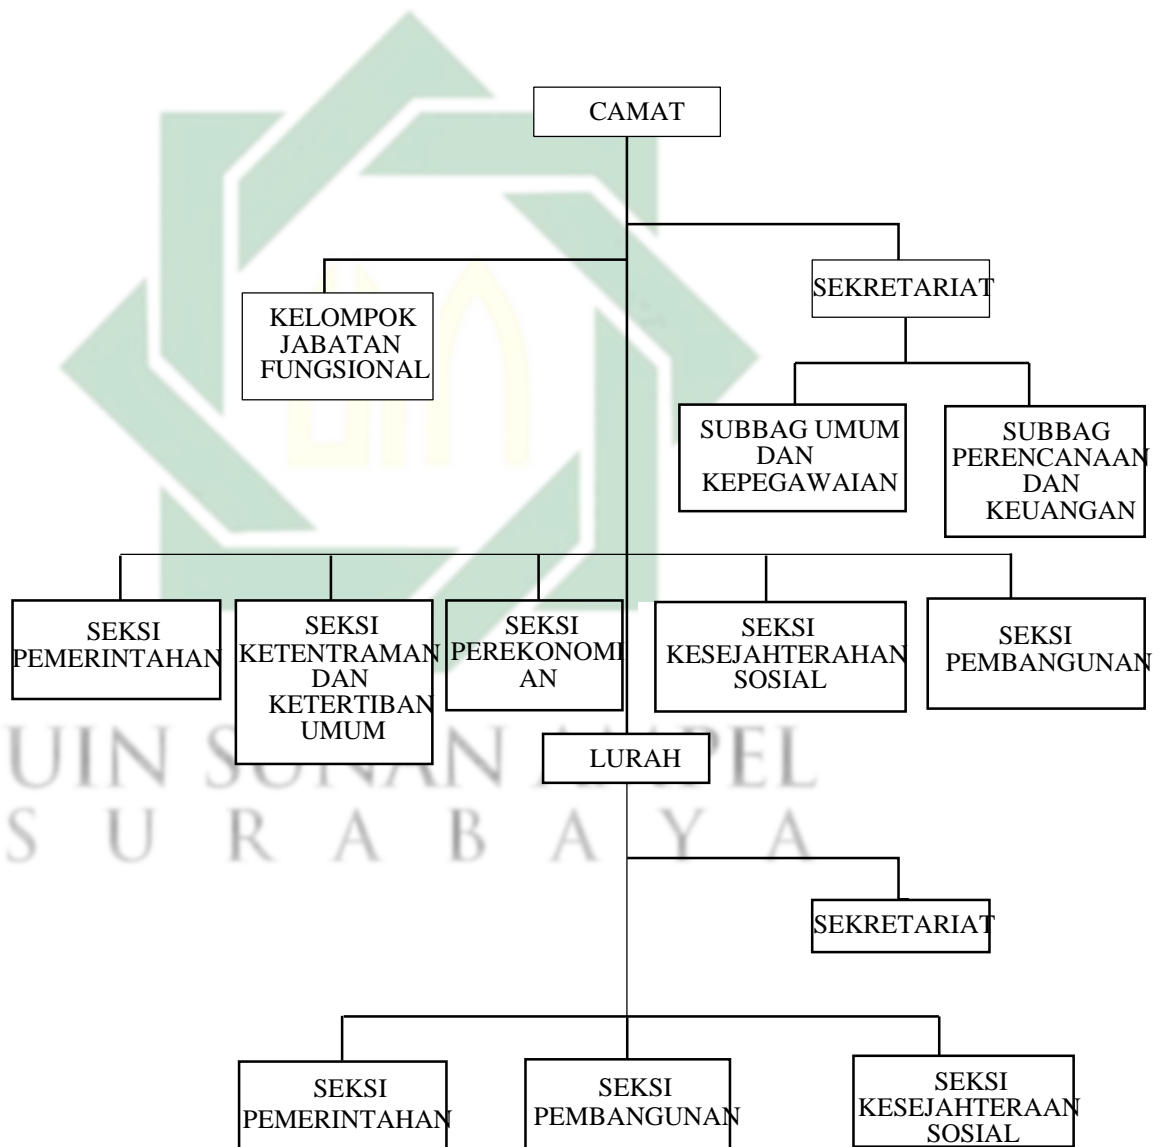 CAMAT
SEKRETARIAT
KELOMPOK
JABATAN
FUNGSIONAL
SUBBAG UMUM
DAN
KEPEGAWAIAN
SUBBAG
PERENCANAAN
DAN
KEUANGAN
SEKSI
PEMERINTAHAN
SEKSI
KETENTRAMAN
DAN
KETERTIBAN
UMUM
SEKSI
PEREKONOMI
AN
SEKSI
KESEJAHTERAHAN
SOSIAL
SEKSI
PEMBANGUNAN
LURAH
UIN SUNAN AMPEL
SURABAYA
SEKRETARIAT
SEKSI
PEMERINTAHAN
SEKSI
PEMBANGUNAN
SEKSI
KESEJAHTERAAN
SOSIAL